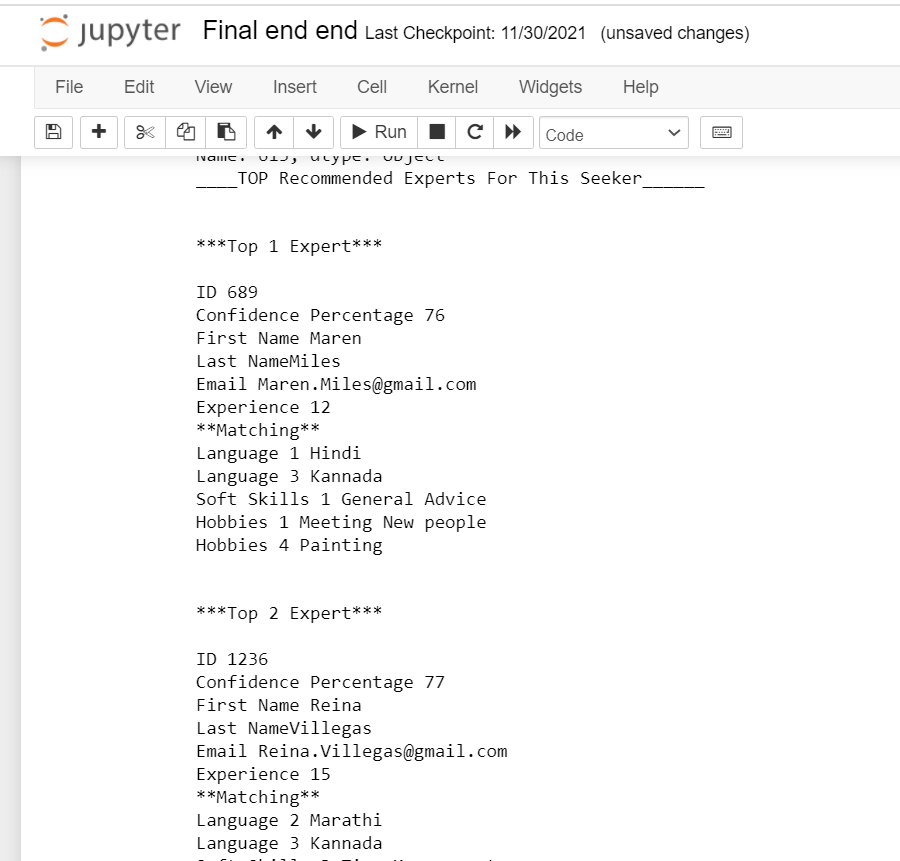 jupyter Final end end Last Checkpoint: 11/30/2021 (unsaved changes)
File Edit View Insert Cell Kernel Widgets Help
Run Code
Name: 615, dtype: object
____TOP Recommended Experts For This Seeker______
***Top 1 Expert***
ID 689
Confidence Percentage 76
First Name Maren
Last NameMiles
Email Maren.Miles@gmail.com
Experience 12
**Matching**
Language 1 Hindi
Language 3 Kannada
Soft Skills 1 General Advice
Hobbies 1 Meeting New people
Hobbies 4 Painting
***Top 2 Expert***
ID 1236
Confidence Percentage 77
First Name Reina
Last NameVillegas
Email Reina.Villegas@gmail.com
Experience 15
**Matching**
Language 2 Marathi
Language 3 Kannada